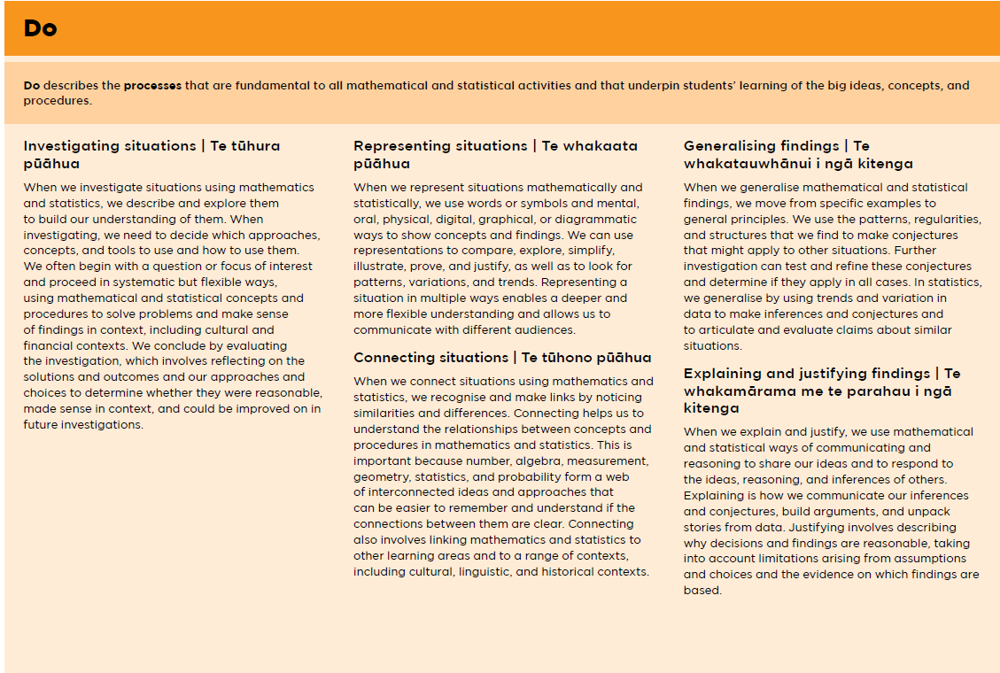 Do
Do describes the processes that are fundamental to all mathematical and statistical activities and that underpin students’ learning of the big ideas, concepts, and
procedures.
Investigating situations | Te tūhura
pūāhua
When we investigate situations using mathematics
and statistics, we describe and explore them
to build our understanding of them. When
investigating, we need to decide which approaches,
concepts, and tools to use and how to use them.
We often begin with a question or focus of interest
and proceed in systematic but flexible ways,
using mathematical and statistical concepts and
procedures to solve problems and make sense
of findings in context, including cultural and
financial contexts. We conclude by evaluating
the investigation, which involves reflecting on the
solutions and outcomes and our approaches and
choices to determine whether they were reasonable,
made sense in context, and could be improved on in
future investigations.
Representing situations | Te whakaata
pūāhua
When we represent situations mathematically and
statistically, we use words or symbols and mental,
oral, physical, digital, graphical, or diagrammatic
ways to show concepts and findings. We can use
representations to compare, explore, simplify,
illustrate, prove, and justify, as well as to look for
patterns, variations, and trends. Representing a
situation in multiple ways enables a deeper and
more flexible understanding and allows us to
communicate with different audiences.
Connecting situations | Te tūhono pūāhua
When we connect situations using mathematics and
statistics, we recognise and make links by noticing
similarities and differences. Connecting helps us to
understand the relationships between concepts and
procedures in mathematics and statistics. This is
important because number, algebra, measurement,
geometry, statistics, and probability form a web
of interconnected ideas and approaches that
can be easier to remember and understand if the
connections between them are clear. Connecting
also involves linking mathematics and statistics to
other learning areas and to a range of contexts,
including cultural, linguistic, and historical contexts.
Generalising findings | Te
whakatauwhānui i ngā kitenga
When we generalise mathematical and statistical
findings, we move from specific examples to
general principles. We use the patterns, regularities,
and structures that we find to make conjectures
that might apply to other situations. Further
investigation can test and refine these conjectures
and determine if they apply in all cases. In statistics,
we generalise by using trends and variation in
data to make inferences and conjectures and
to articulate and evaluate claims about similar
situations.
Explaining and justifying findings | Te
whakamārama me te parahau i ngā
kitenga
When we explain and justify, we use mathematical
and statistical ways of communicating and
reasoning to share our ideas and to respond to
the ideas, reasoning, and inferences of others.
Explaining is how we communicate our inferences
and conjectures, build arguments, and unpack
stories from data. Justifying involves describing
why decisions and findings are reasonable, taking
into account limitations arising from assumptions
and choices and the evidence on which findings are
based.